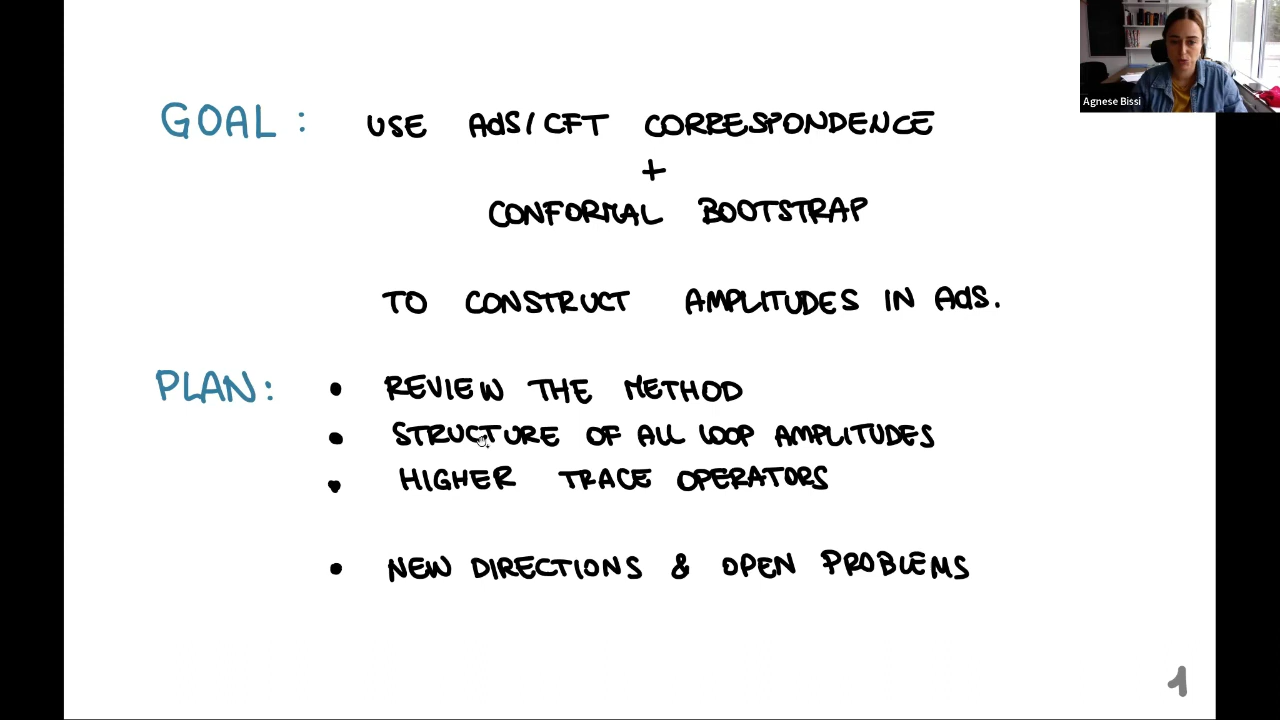 GOAL: USE AdS/CFT CORRESPONDENCE
+
CONFORMAL BOOTSTRAP
TO CONSTRUCT AMPLITUDES IN AdS.
PLAN: • REVIEW THE METHOD
• STRUCTURE OF ALL LOOP AMPLITUDES
• HIGHER TRACE OPERATORS
• NEW DIRECTIONS & OPEN PROBLEMS
1
Agnese Bissi